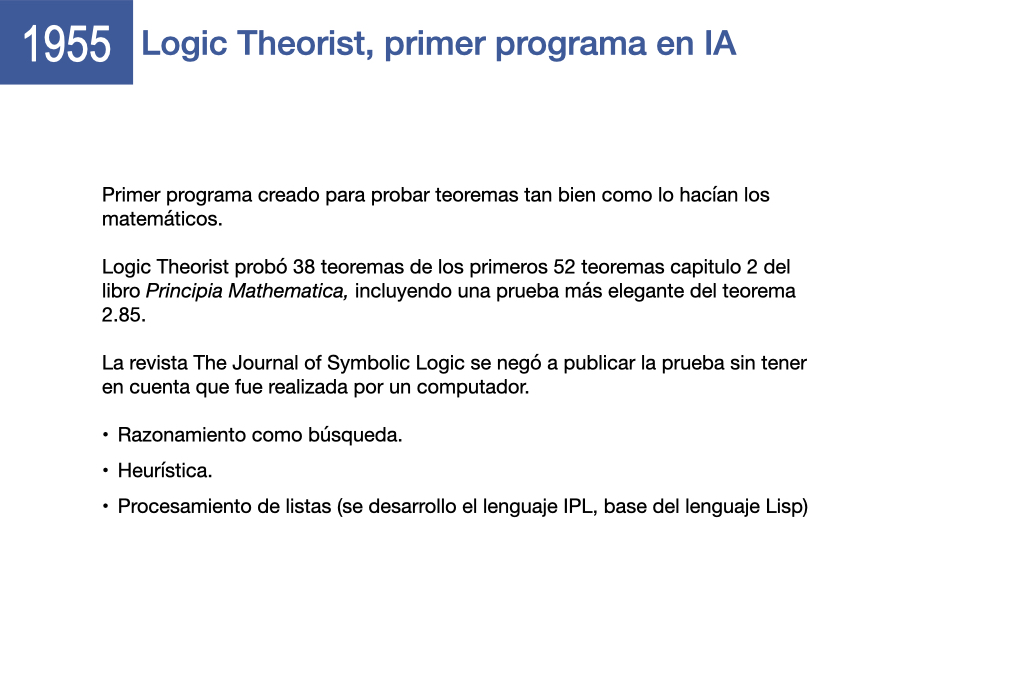 1955
Logic Theorist, primer programa en IA
Primer programa creado para probar teoremas tan bien como lo hacían los
matemáticos.
Logic Theorist probó 38 teoremas de los primeros 52 teoremas capitulo 2 del
libro Principia Mathematica, incluyendo una prueba más elegante del teorema
2.85.
La revista The Journal of Symbolic Logic se negó a publicar la prueba sin tener
en cuenta que fue realizada por un computador.
• Razonamiento como búsqueda.
• Heurística.
• Procesamiento de listas (se desarrollo el lenguaje IPL, base del lenguaje Lisp)